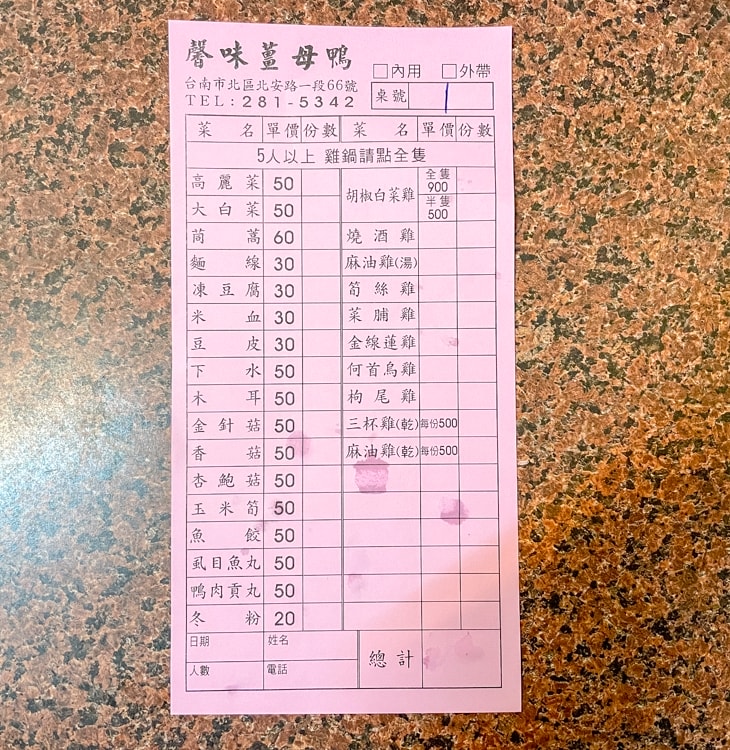 馨味薑母鴨
台南市北區北安路一段66號
TEL:281-5342
□內用 □外帶
桌號
菜名 單價 份數 菜名 單價 份數
5人以上 雞鍋請點全隻
高麗菜 50 胡椒白菜雞 全隻 900
大白菜 50 半隻 500
茼蒿 60 燒酒雞
麵線 30 麻油雞(湯)
凍豆腐 30 筍絲雞
米血 30 菜脯雞
豆皮 30 金線蓮雞
下水 50 何首烏雞
木耳 50 枸尾雞
金針菇 50 三杯雞(乾) 每份500
香菇 50 麻油雞(乾) 每份500
杏鮑菇 50
玉米筍 50
魚餃 50
虱目魚丸 50
鴨肉貢丸 50
冬粉 20
日期 姓名 總計
人數 電話